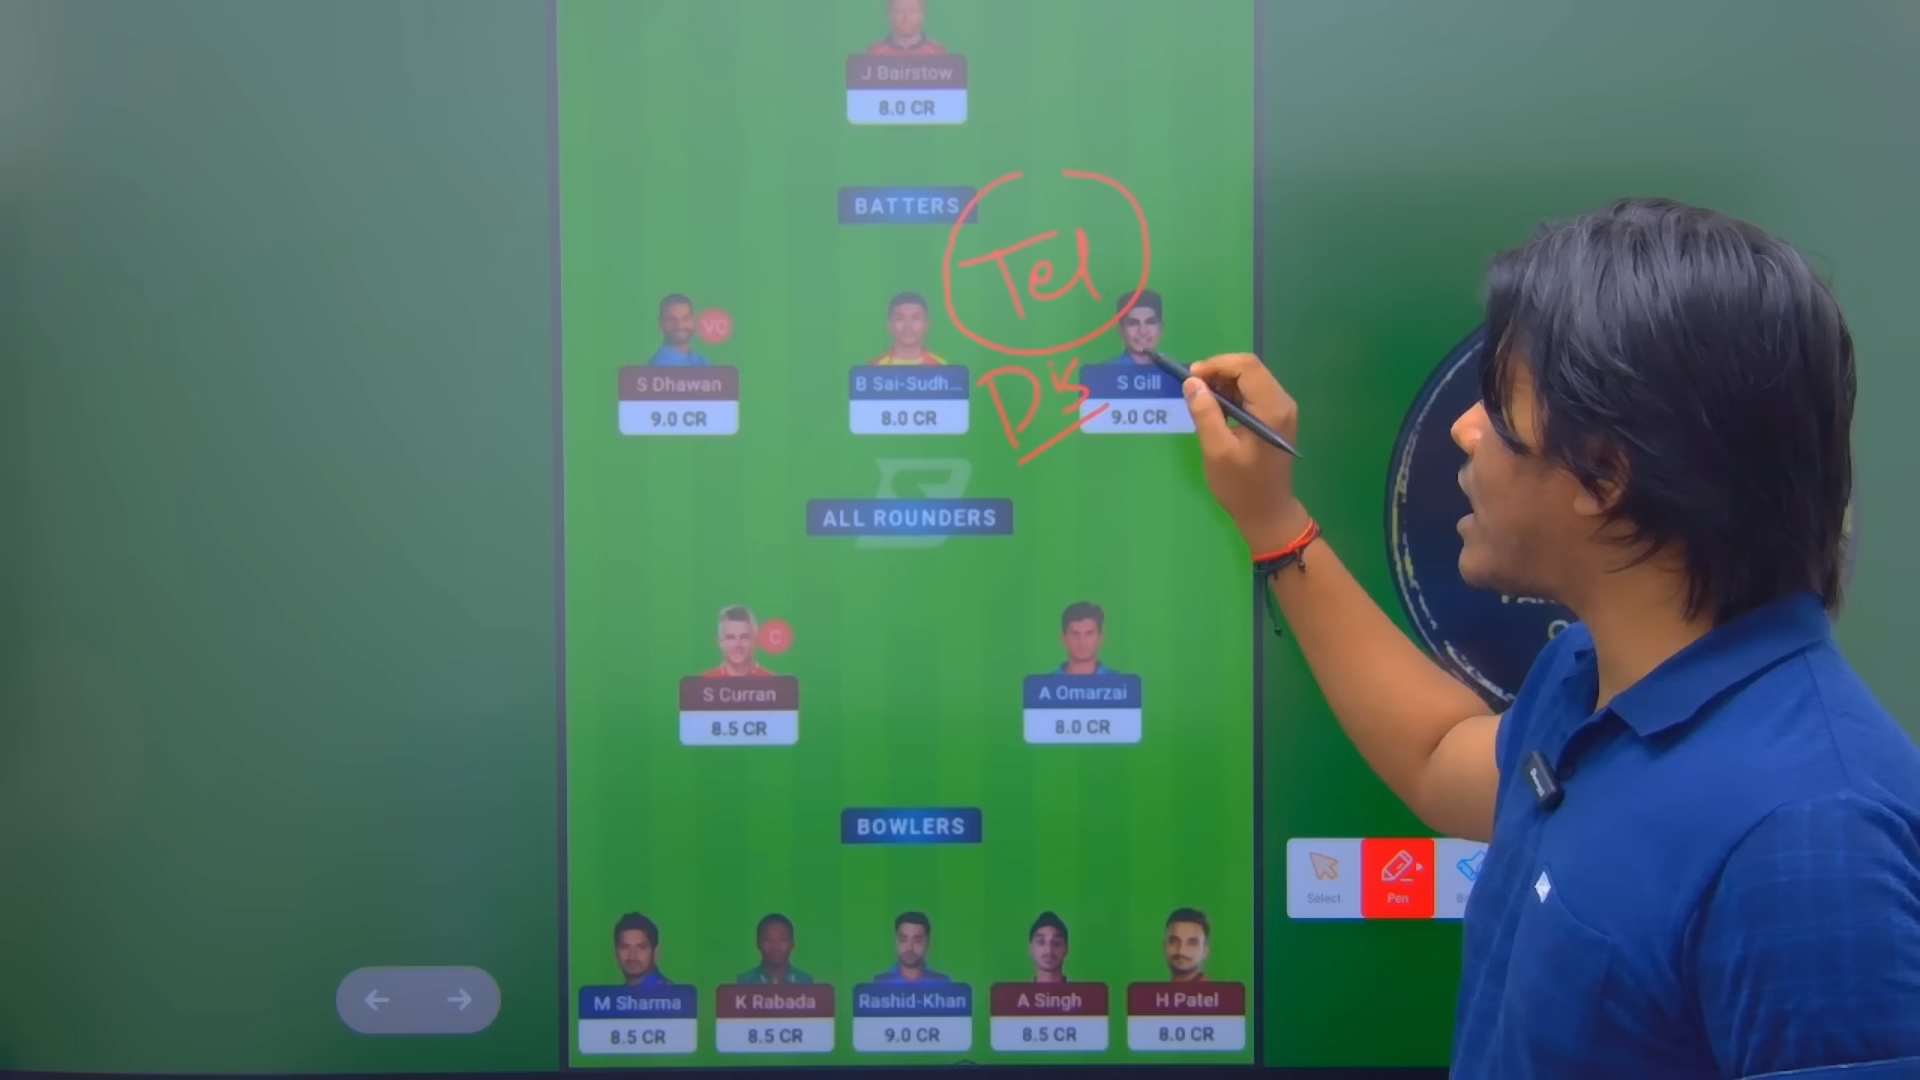 J Bairstow
8.0 CR
BATTERS
Tel
Dis
VC
S Dhawan
9.0 CR
B Sai-Sudh...
8.0 CR
S Gill
9.0 CR
ALL ROUNDERS
C
S Curran
8.5 CR
A Omarzai
8.0 CR
BOWLERS
Select
Pen
M Sharma
8.5 CR
K Rabada
8.5 CR
Rashid-Khan
9.0 CR
A Singh
8.5 CR
H Patel
8.0 CR